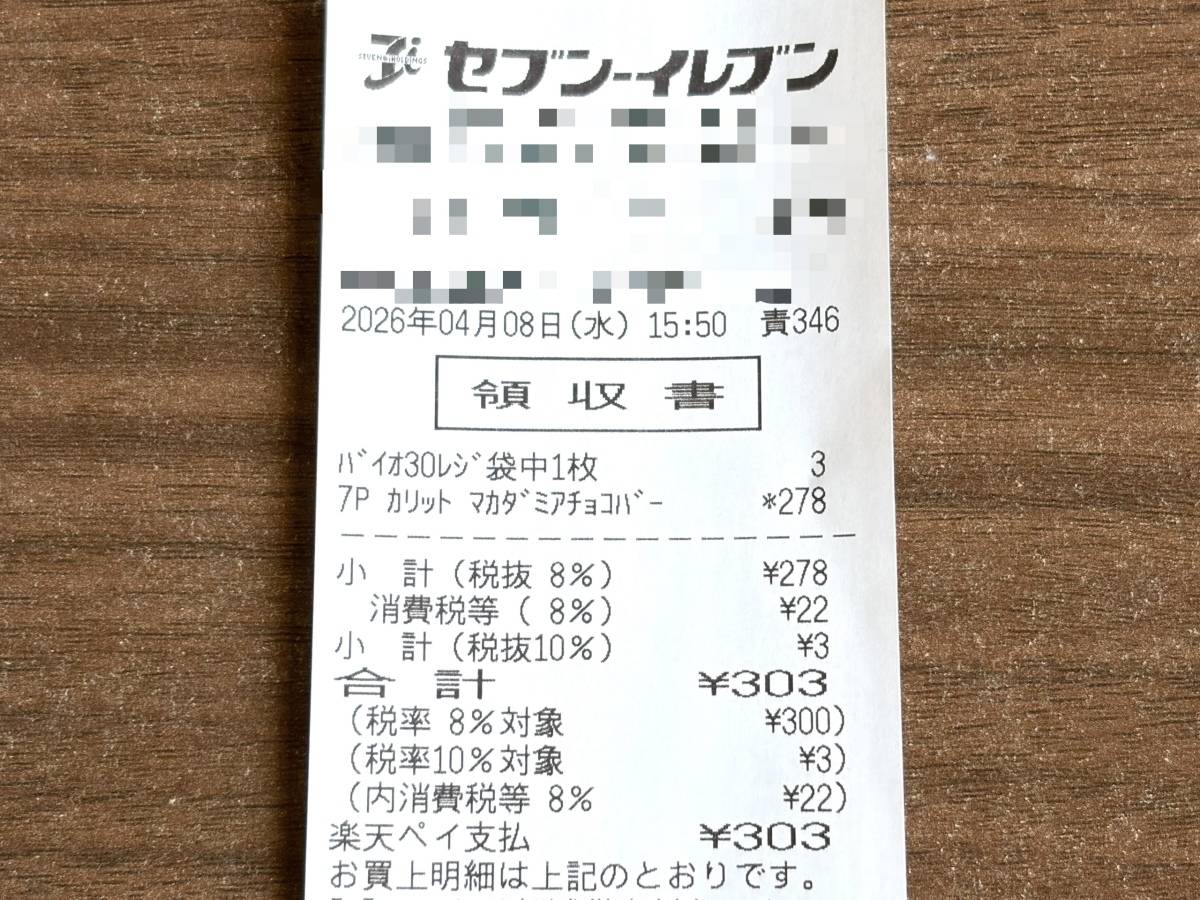 SEVEN&i HOLDINGS
セブン-イレブン
2026年04月08日(水) 15:50 責346
領収書
バイオ30レジ袋中1枚 3
7P カリット マカダミアチョコバー *278
小 計(税抜 8%) ¥278
消費税等( 8%) ¥22
小 計(税抜10%) ¥3
合 計 ¥303
(税率 8%対象 ¥300)
(税率10%対象 ¥3)
(内消費税等 8% ¥22)
楽天ペイ支払 ¥303
お買上明細は上記のとおりです。